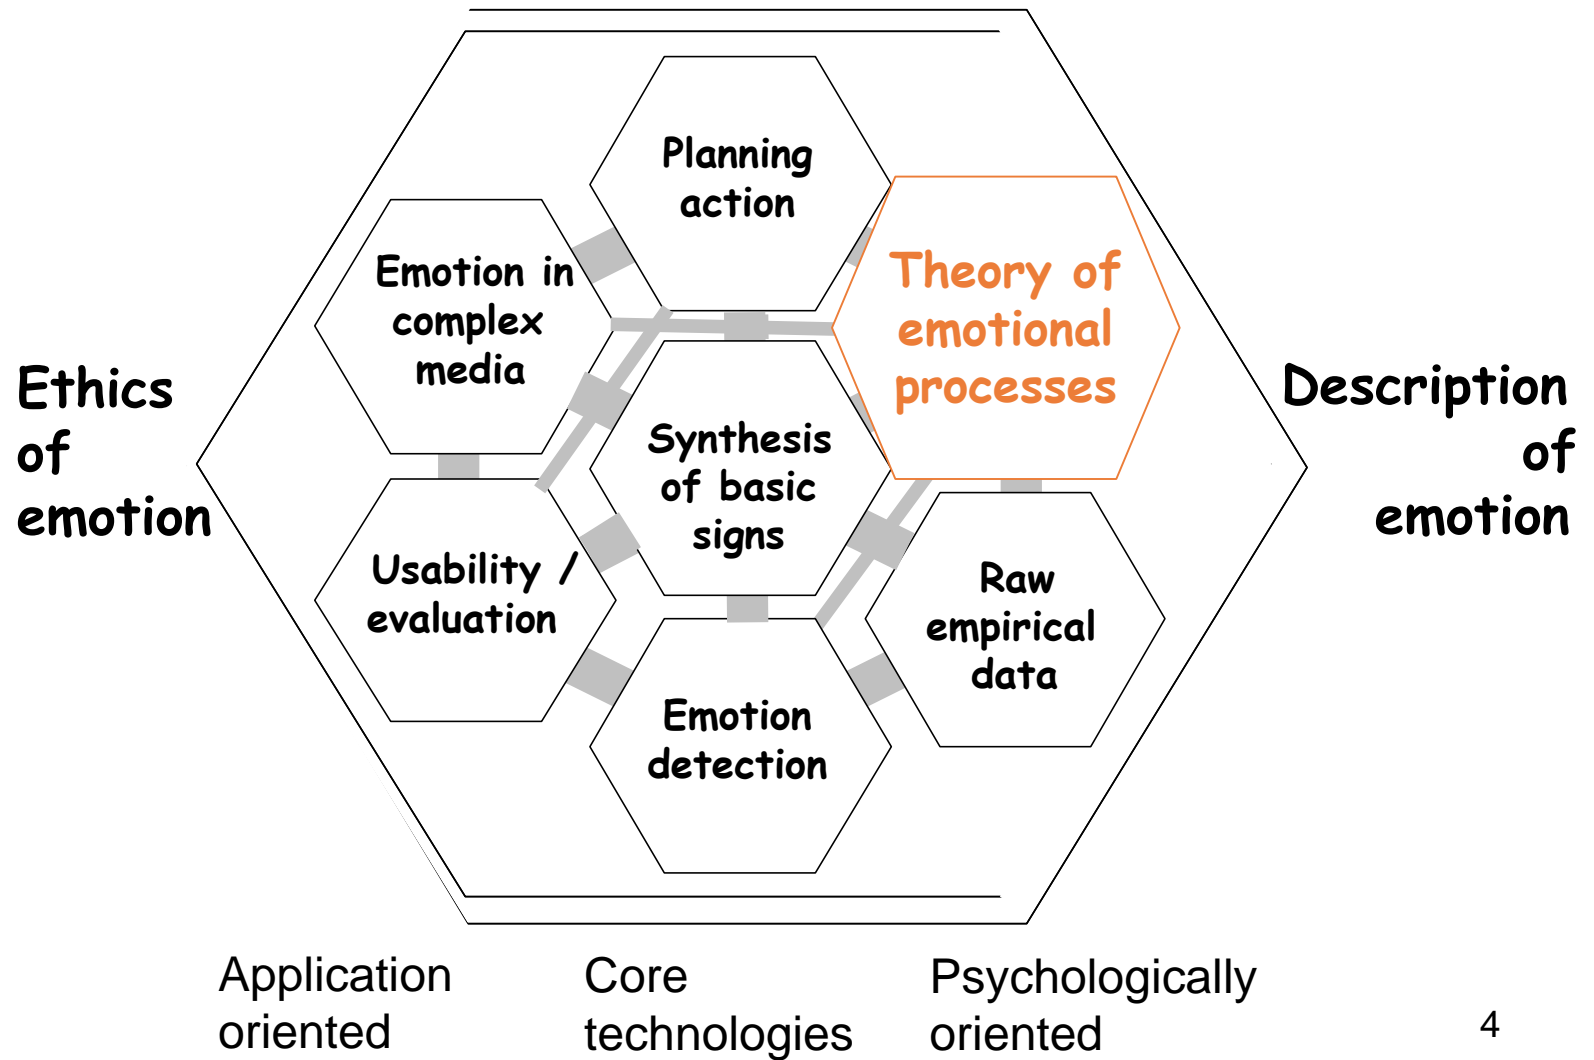 Planning
action
Emotion in
complex
media
Theory of
emotional
processes
Ethics
of
emotion
Synthesis
of basic
signs
Description
of
emotion
Usability /
evaluation
Raw
empirical
data
Emotion
detection
Application
oriented
Core
technologies
Psychologically
oriented
4